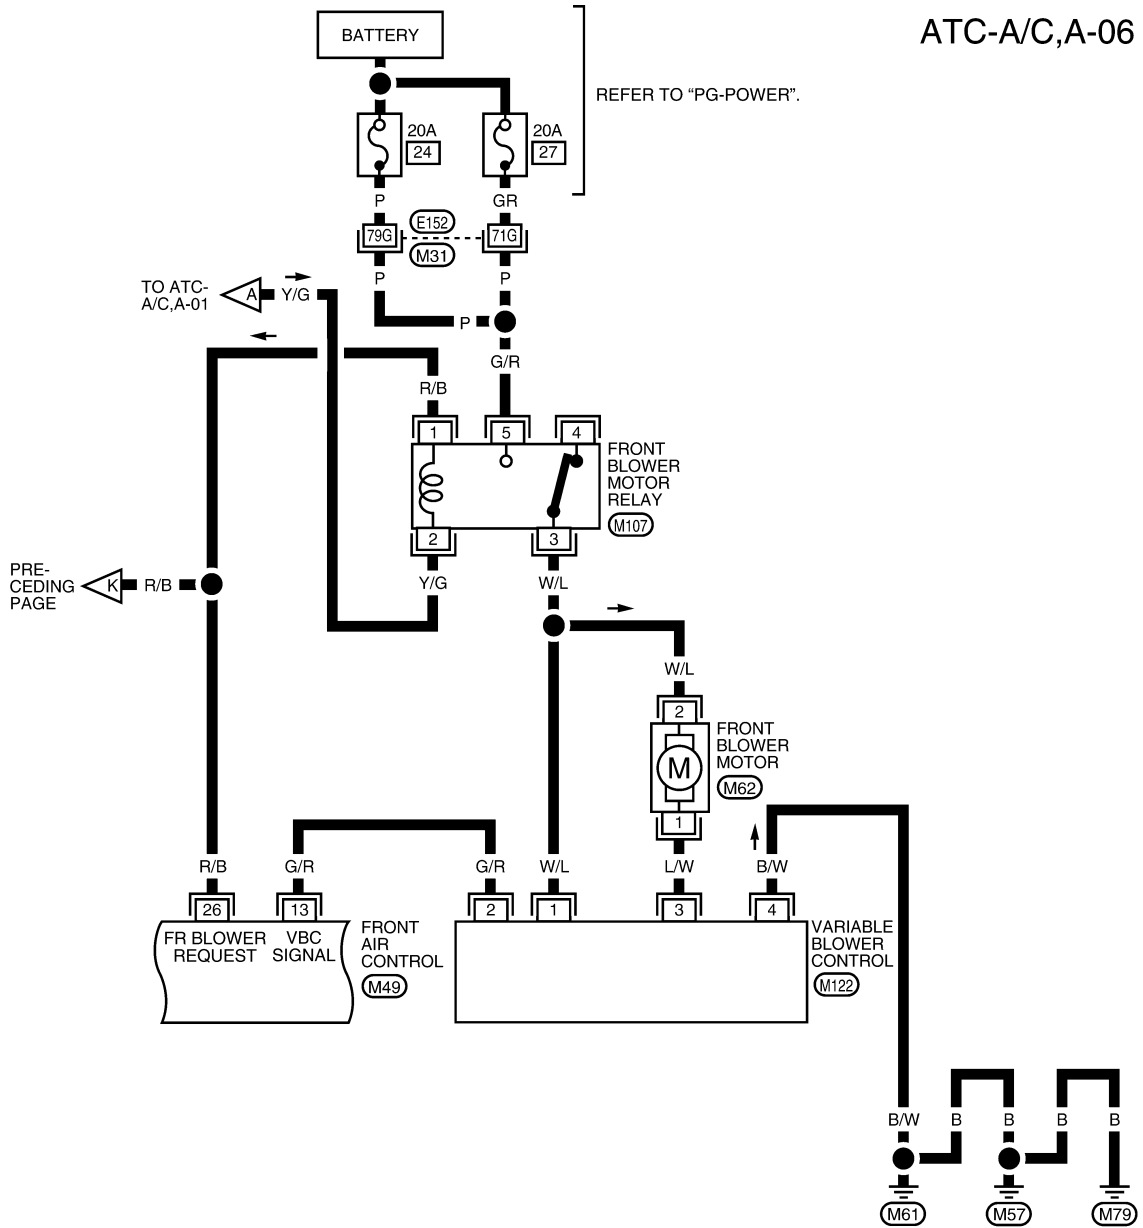 ATC-A/C,A-06
BATTERY
REFER TO “PG-POWER”.
20A
24
20A
27
P
GR
E152
79G
71G
M31
P
P
TO ATC-
A/C,A-01
A
Y/G
P
G/R
R/B
1
5
4
FRONT
BLOWER
MOTOR
RELAY
M107
2
3
PRE-
CEDING
PAGE
K
R/B
Y/G
W/L
W/L
2
FRONT
BLOWER
MOTOR
M62
M
1
R/B
G/R
G/R
W/L
L/W
B/W
26
13
2
1
3
4
FR BLOWER
REQUEST
VBC
SIGNAL
FRONT
AIR
CONTROL
M49
VARIABLE
BLOWER
CONTROL
M122
B/W
B
B
B
B
M61
M57
M79